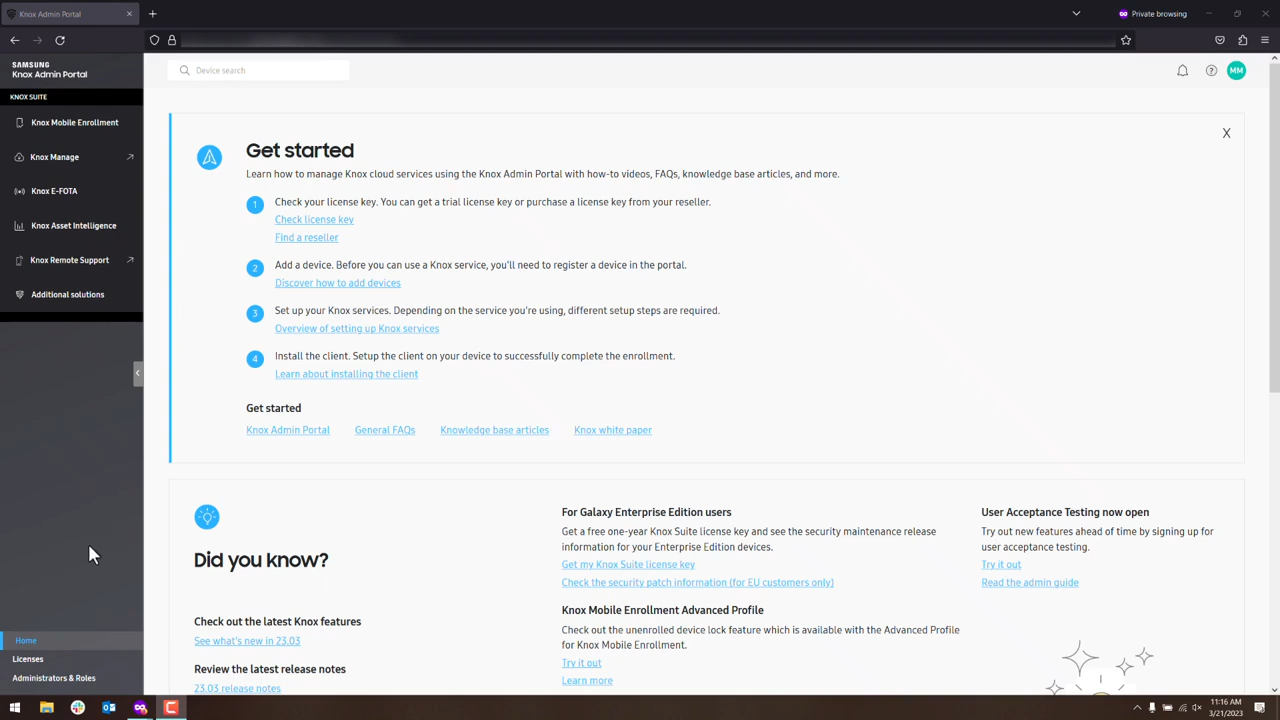 Knox Admin Portal
Private browsing
SAMSUNG
Knox Admin Portal
KNOX SUITE
Knox Mobile Enrollment
Knox Manage
Knox E-FOTA
Knox Asset Intelligence
Knox Remote Support
Additional solutions
Home
Licenses
Administrators & Roles
Device search
MM
X
Get started
Learn how to manage Knox cloud services using the Knox Admin Portal with how-to videos, FAQs, knowledge base articles, and more.
1 Check your license key. You can get a trial license key or purchase a license key from your reseller.
Check license key
Find a reseller
2 Add a device. Before you can use a Knox service, you'll need to register a device in the portal.
Discover how to add devices
3 Set up your Knox services. Depending on the service you're using, different setup steps are required.
Overview of setting up Knox services
4 Install the client. Setup the client on your device to successfully complete the enrollment.
Learn about installing the client
Get started
Knox Admin Portal General FAQs Knowledge base articles Knox white paper
Did you know?
Check out the latest Knox features
See what's new in 23.03
Review the latest release notes
23.03 release notes
For Galaxy Enterprise Edition users
Get a free one-year Knox Suite license key and see the security maintenance release
information for your Enterprise Edition devices.
Get my Knox Suite license key
Check the security patch information (for EU customers only)
Knox Mobile Enrollment Advanced Profile
Check out the unenrolled device lock feature which is available with the Advanced Profile
for Knox Mobile Enrollment.
Try it out
Learn more
User Acceptance Testing now open
Try out new features ahead of time by signing up for
user acceptance testing.
Try it out
Read the admin guide
11:16 AM
3/21/2023